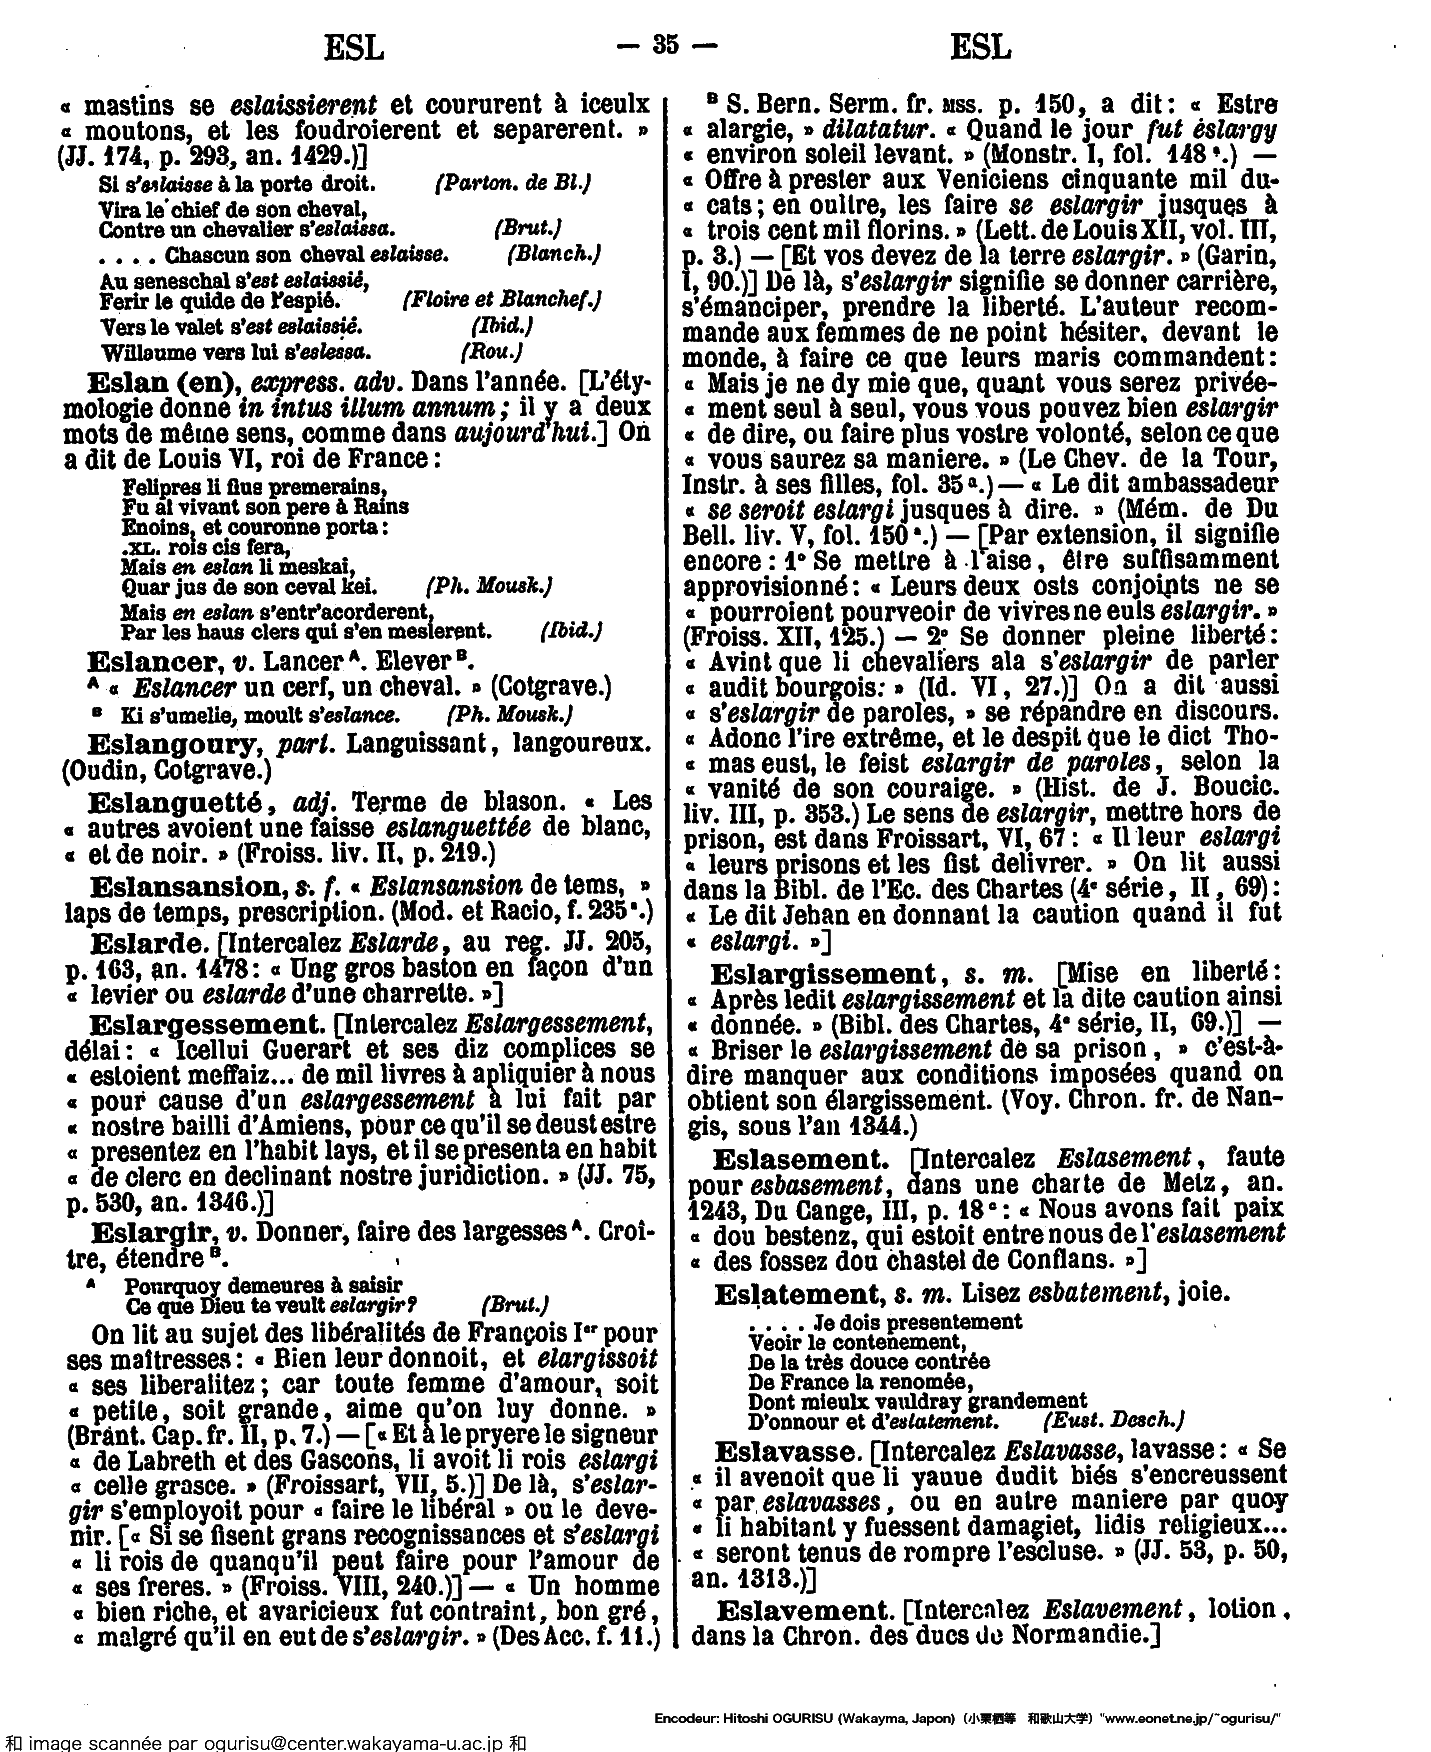 ESL — 35 — ESL
« mastins se eslaissierent et coururent à iceulx
« moutons, et les foudroierent et separerent. »
(JJ. 174, p. 293, an. 1429.)]
Si s'eslaisse à la porte droit. (Parton. de Bl.)
Vira le chief de son cheval,
Contre un chevalier s'eslaissa. (Brut.)
. . . . Chascun son cheval eslaisse. (Blanch.)
Au seneschal s'est eslaissié,
Ferir le quide de l'espié. (Floire et Blanchef.)
Vers le valet s'est eslaissié. (Ibid.)
Willaume vers lui s'eslessa. (Rou.)
Eslan (en), express. adv. Dans l'année. [L'éty-
mologie donne in intus illum annum ; il y a deux
mots de même sens, comme dans aujourd'hui.] On
a dit de Louis VI, roi de France :
Felipres li fius premerains,
Fu al vivant son pere à Rains
Enoins, et couronne porta :
.XL. rois cis fera,
Mais en eslan li meskai,
Quar jus de son ceval kei. (Ph. Mousk.)
Mais en eslan s'entr'acorderent,
Par les haus clers qui s'en meslerent. (Ibid.)
Eslancer, v. Lancer A. Elever B.
A « Eslancer un cerf, un cheval. » (Cotgrave.)
B Ki s'umelie, moult s'eslance. (Ph. Mousk.)
Eslangoury, part. Languissant, langoureux.
(Oudin, Cotgrave.)
Eslanguetté, adj. Terme de blason. « Les
« autres avoient une faisse eslanguettée de blanc,
« et de noir. » (Froiss. liv. II, p. 219.)
Eslansansion, s. f. « Eslansansion de tems, »
laps de temps, prescription. (Mod. et Racio, f. 235 a.)
Eslarde. [Intercalez Eslarde, au reg. JJ. 205,
p. 163, an. 1478 : « Ung gros baston en façon d'un
« levier ou eslarde d'une charrette. »]
Eslargessement. [Intercalez Eslargessement,
délai : « Icellui Guerart et ses diz complices se
« estoient meffaiz... de mil livres à apliquier à nous
« pour cause d'un eslargessement à lui fait par
« nostre bailli d'Amiens, pour ce qu'il se deust estre
« presentez en l'habit lays, et il se presenta en habit
« de clerc en declinant nostre juridiction. » (JJ. 75,
p. 530, an. 1346.)]
Eslargir, v. Donner, faire des largesses A. Croî-
tre, étendre B.
A Pourquoy demeures à saisir
Ce que Dieu te veult eslargir ? (Brut.)
On lit au sujet des libéralités de François Ier pour
ses maîtresses : « Bien leur donnoit, et elargissoit
« ses liberalitez ; car toute femme d'amour, soit
« petite, soit grande, aime qu'on luy donne. »
(Brant. Cap. fr. II, p. 7.) — [« Et à le pryere le signeur
« de Labreth et des Gascons, li avoit li rois eslargi
« celle grasce. » (Froissart, VII, 5.)] De là, s'eslar-
gir s'employoit pour « faire le libéral » ou le deve-
nir. [« Si se fisent grans recognissances et s'eslargi
« li rois de quanqu'il peut faire pour l'amour de
« ses freres. » (Froiss. VIII, 240.)] — « Un homme
« bien riche, et avaricieux fut contraint, bon gré,
« malgré qu'il en eut de s'eslargir. » (Des Acc. f. 11.)
B S. Bern. Serm. fr. MSS. p. 150, a dit : « Estre
« alargie, » dilatatur. « Quand le jour fut eslargy
« environ soleil levant. » (Monstr. I, fol. 148 a.) —
« Offre à prester aux Veniciens cinquante mil du-
« cats ; en oultre, les faire se eslargir jusques à
« trois cent mil florins. » (Lett. de Louis XII, vol. III,
p. 3.) — [Et vos devez de la terre eslargir. » (Garin,
I, 90.)] De là, s'eslargir signifie se donner carrière,
s'émanciper, prendre la liberté. L'auteur recom-
mande aux femmes de ne point hésiter, devant le
monde, à faire ce que leurs maris commandent :
« Mais je ne dy mie que, quant vous serez privée-
« ment seul à seul, vous vous pouvez bien eslargir
« de dire, ou faire plus vostre volonté, selon ce que
« vous saurez sa maniere. » (Le Chev. de la Tour,
Instr. à ses filles, fol. 35 a.) — « Le dit ambassadeur
« se seroit eslargi jusques à dire. » (Mém. de Du
Bell. liv. V, fol. 150 a.) — [Par extension, il signifie
encore : 1° Se mettre à l'aise, être suffisamment
approvisionné : « Leurs deux osts conjoints ne se
« pourroient pourveoir de vivres ne euls eslargir. »
(Froiss. XII, 125.) — 2° Se donner pleine liberté :
« Avint que li chevaliers ala s'eslargir de parler
« audit bourgois: » (Id. VI, 27.)] On a dit aussi
« s'eslargir de paroles, » se répandre en discours.
« Adonc l'ire extrême, et le despit que le dict Tho-
« mas eust, le feist eslargir de paroles, selon la
« vanité de son couraige. » (Hist. de J. Boucic.
liv. III, p. 353.) Le sens de eslargir, mettre hors de
prison, est dans Froissart, VI, 67 : « Il leur eslargi
« leurs prisons et les fist delivrer. » On lit aussi
dans la Bibl. de l'Ec. des Chartes (4e série, II, 69) :
« Le dit Jehan en donnant la caution quand il fut
« eslargi. »]
Eslargissement, s. m. [Mise en liberté :
« Après ledit eslargissement et la dite caution ainsi
« donnée. » (Bibl. des Chartes, 4e série, II, 69.)] —
« Briser le eslargissement de sa prison, » c'est-à-
dire manquer aux conditions imposées quand on
obtient son élargissement. (Voy. Chron. fr. de Nan-
gis, sous l'an 1344.)
Eslasement. [Intercalez Eslasement, faute
pour esbasement, dans une charte de Metz, an.
1243, Du Cange, III, p. 18 c : « Nous avons fait paix
« dou bestenz, qui estoit entre nous de l'eslasement
« des fossez dou chastel de Conflans. »]
Eslatement, s. m. Lisez esbatement, joie.
. . . . Je dois presentement
Veoir le contenement,
De la très douce contrée
De France la renomée,
Dont mieulx vauldray grandement
D'onnour et d'eslatement. (Eust. Desch.)
Eslavasse. [Intercalez Eslavasse, lavasse : « Se
« il avenoit que li yauue dudit biés s'encreussent
« par eslavasses, ou en autre maniere par quoy
« li habitant y fuessent damagiet, lidis religieux...
« seront tenus de rompre l'escluse. » (JJ. 53, p. 50,
an. 1313.)]
Eslavement. [Intercalez Eslavement, lotion,
dans la Chron. des ducs de Normandie.]
Encodeur: Hitoshi OGURISU (Wakayma, Japon) (小栗栖等 和歌山大学) "www.eonet.ne.jp/~ogurisu/"
和 image scannée par ogurisu@center.wakayama-u.ac.jp 和